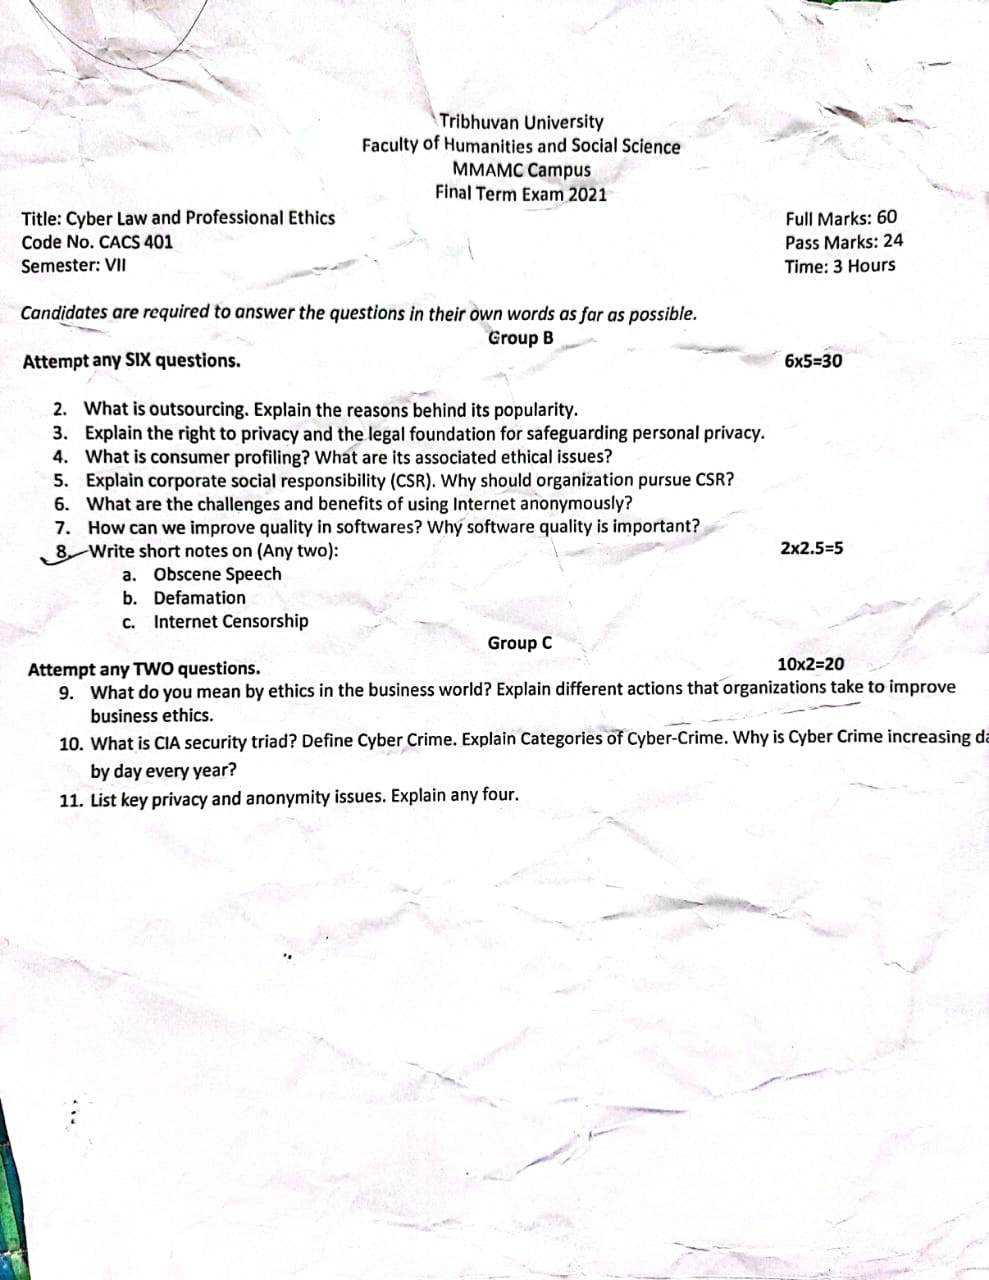 Tribhuvan University
Faculty of Humanities and Social Science
MMAMC Campus
Final Term Exam 2021
Title: Cyber Law and Professional Ethics
Full Marks: 60
Code No. CACS 401
Pass Marks: 24
Semester: VII
Time: 3 Hours
Candidates are required to answer the questions in their own words as far as possible.
Group B
Attempt any SIX questions.
6x5=30
2. What is outsourcing. Explain the reasons behind its popularity.
3. Explain the right to privacy and the legal foundation for safeguarding personal privacy.
4. What is consumer profiling? What are its associated ethical issues?
5. Explain corporate social responsibility (CSR). Why should organization pursue CSR?
6. What are the challenges and benefits of using Internet anonymously?
7. How can we improve quality in softwares? Why software quality is important?
8. Write short notes on (Any two):
2x2.5=5
a. Obscene Speech
b. Defamation
c. Internet Censorship
Group C
Attempt any TWO questions.
10x2=20
9. What do you mean by ethics in the business world? Explain different actions that organizations take to improve
business ethics.
10. What is CIA security triad? Define Cyber Crime. Explain Categories of Cyber-Crime. Why is Cyber Crime increasing
by day every year?
11. List key privacy and anonymity issues. Explain any four.